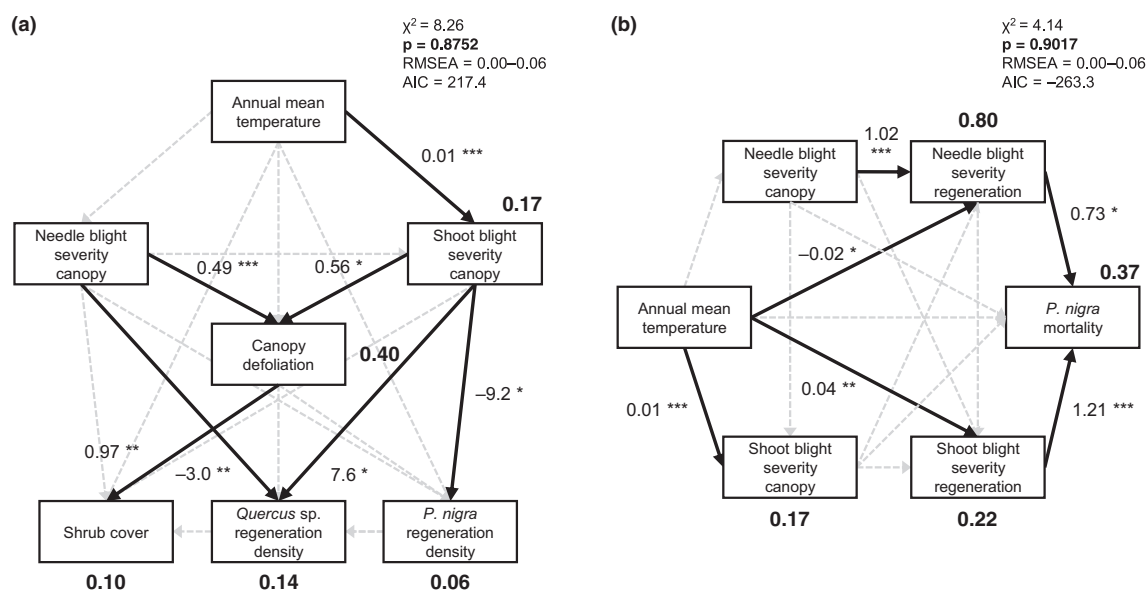 (a)
χ² = 8.26
p = 0.8752
RMSEA = 0.00–0.06
AIC = 217.4
Annual mean
temperature
0.01 ***
0.17
Needle blight
severity
canopy
Shoot blight
severity
canopy
0.49 ***
0.56 *
Canopy
defoliation
0.40
–9.2 *
0.97 **
–3.0 **
7.6 *
Shrub cover
Quercus sp.
regeneration
density
P. nigra
regeneration
density
0.10
0.14
0.06
(b)
χ² = 4.14
p = 0.9017
RMSEA = 0.00–0.06
AIC = –263.3
0.80
1.02
***
Needle blight
severity
canopy
Needle blight
severity
regeneration
0.73 *
–0.02 *
0.37
Annual mean
temperature
P. nigra
mortality
0.04 **
0.01 ***
1.21 ***
Shoot blight
severity
canopy
Shoot blight
severity
regeneration
0.17
0.22